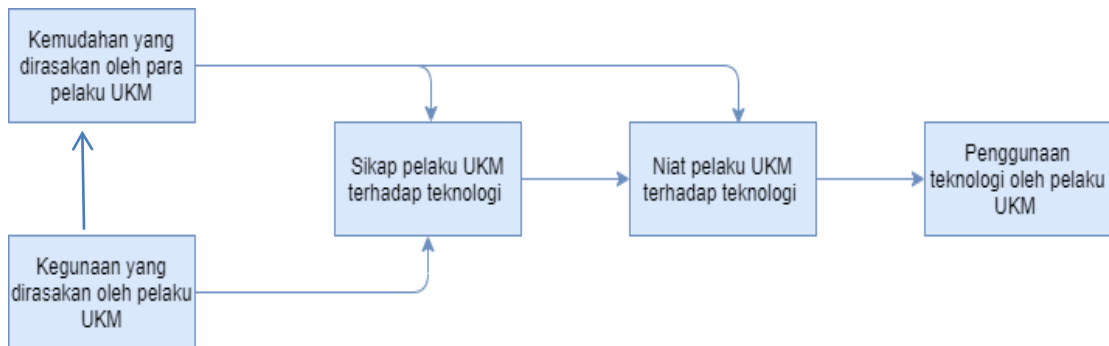 Kemudahan yang
dirasakan oleh para
pelaku UKM
Sikap pelaku UKM
terhadap teknologi
Niat pelaku UKM
terhadap teknologi
Penggunaan
teknologi oleh pelaku
UKM
Kegunaan yang
dirasakan oleh pelaku
UKM